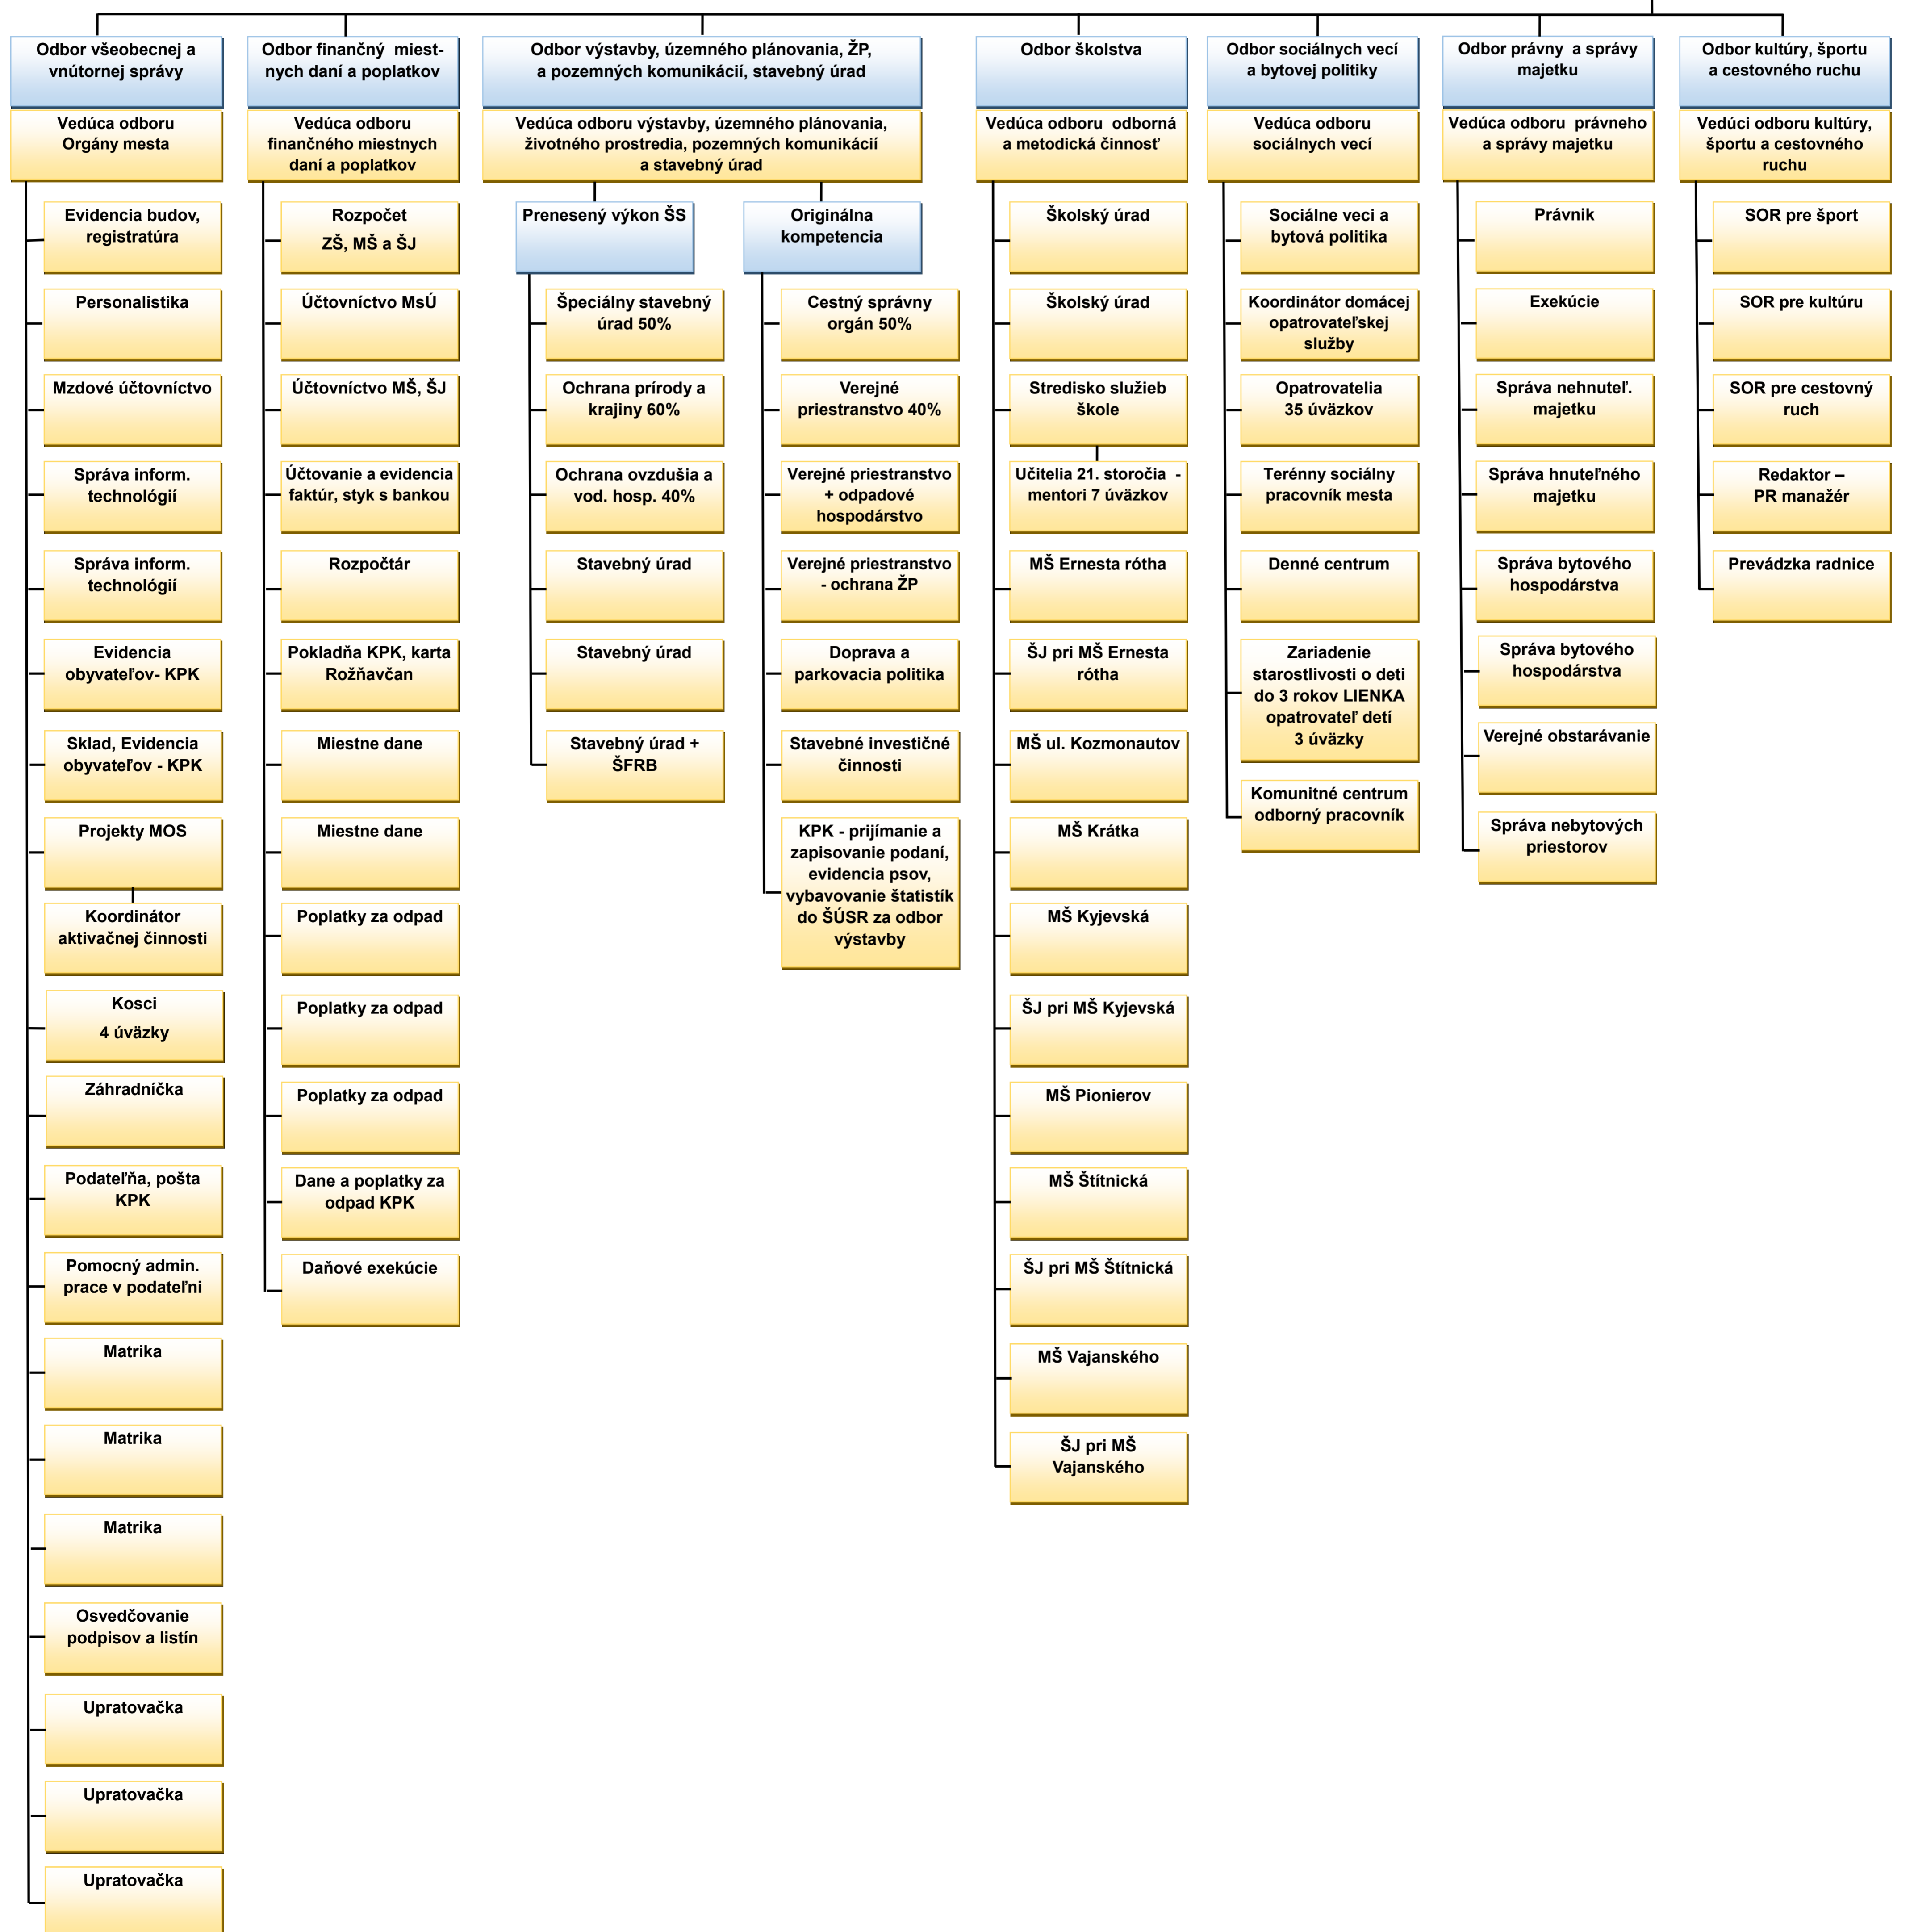 Odbor všeobecnej a
vnútornej správy
Vedúca odboru
Orgány mesta
Evidencia budov,
registratúra
Personalistika
Mzdové účtovníctvo
Správa inform.
technológií
Správa inform.
technológií
Evidencia
obyvateľov- KPK
Sklad, Evidencia
obyvateľov - KPK
Projekty MOS
Koordinátor
aktivačnej činnosti
Kosci
4 úväzky
Záhradníčka
Podateľňa, pošta
KPK
Pomocný admin.
prace v podateľni
Matrika
Matrika
Matrika
Osvedčovanie
podpisov a listín
Upratovačka
Upratovačka
Upratovačka
Odbor finančný  miest-
nych daní a poplatkov
Vedúca odboru
finančného miestnych
daní a poplatkov
Rozpočet
ZŠ, MŠ a ŠJ
Účtovníctvo MsÚ
Účtovníctvo MŠ, ŠJ
Účtovanie a evidencia
faktúr, styk s bankou
Rozpočtár
Pokladňa KPK, karta
Rožňavčan
Miestne dane
Miestne dane
Poplatky za odpad
Poplatky za odpad
Poplatky za odpad
Dane a poplatky za
odpad KPK
Daňové exekúcie
Odbor výstavby, územného plánovania, ŽP,
a pozemných komunikácií, stavebný úrad
Vedúca odboru výstavby, územného plánovania,
životného prostredia, pozemných komunikácií
a stavebný úrad
Prenesený výkon ŠS
Špeciálny stavebný
úrad 50%
Ochrana prírody a
krajiny 60%
Ochrana ovzdušia a
vod. hosp. 40%
Stavebný úrad
Stavebný úrad
Stavebný úrad +
ŠFRB
Originálna
kompetencia
Cestný správny
orgán 50%
Verejné
priestranstvo 40%
Verejné priestranstvo
+ odpadové
hospodárstvo
Verejné priestranstvo
- ochrana ŽP
Doprava a
parkovacia politika
Stavebné investičné
činnosti
KPK - prijímanie a
zapisovanie podaní,
evidencia psov,
vybavovanie štatistík
do ŠÚSR za odbor
výstavby
Odbor školstva
Vedúca odboru  odborná
a metodická činnosť
Školský úrad
Školský úrad
Stredisko služieb
škole
Učitelia 21. storočia  -
mentori 7 úväzkov
MŠ Ernesta rótha
ŠJ pri MŠ Ernesta
rótha
MŠ ul. Kozmonautov
MŠ Krátka
MŠ Kyjevská
ŠJ pri MŠ Kyjevská
MŠ Pionierov
MŠ Štítnická
ŠJ pri MŠ Štítnická
MŠ Vajanského
ŠJ pri MŠ
Vajanského
Odbor sociálnych vecí
a bytovej politiky
Vedúca odboru
sociálnych vecí
Sociálne veci a
bytová politika
Koordinátor domácej
opatrovateľskej
služby
Opatrovatelia
35 úväzkov
Terénny sociálny
pracovník mesta
Denné centrum
Zariadenie
starostlivosti o deti
do 3 rokov LIENKA
opatrovateľ detí
3 úväzky
Komunitné centrum
odborný pracovník
Odbor právny  a správy
majetku
Vedúca odboru  právneho
a správy majetku
Právnik
Exekúcie
Správa nehnuteľ.
majetku
Správa hnuteľného
majetku
Správa bytového
hospodárstva
Správa bytového
hospodárstva
Verejné obstarávanie
Správa nebytových
priestorov
Odbor kultúry, športu
a cestovného ruchu
Vedúci odboru kultúry,
športu a cestovného
ruchu
SOR pre šport
SOR pre kultúru
SOR pre cestovný
ruch
Redaktor –
PR manažér
Prevádzka radnice